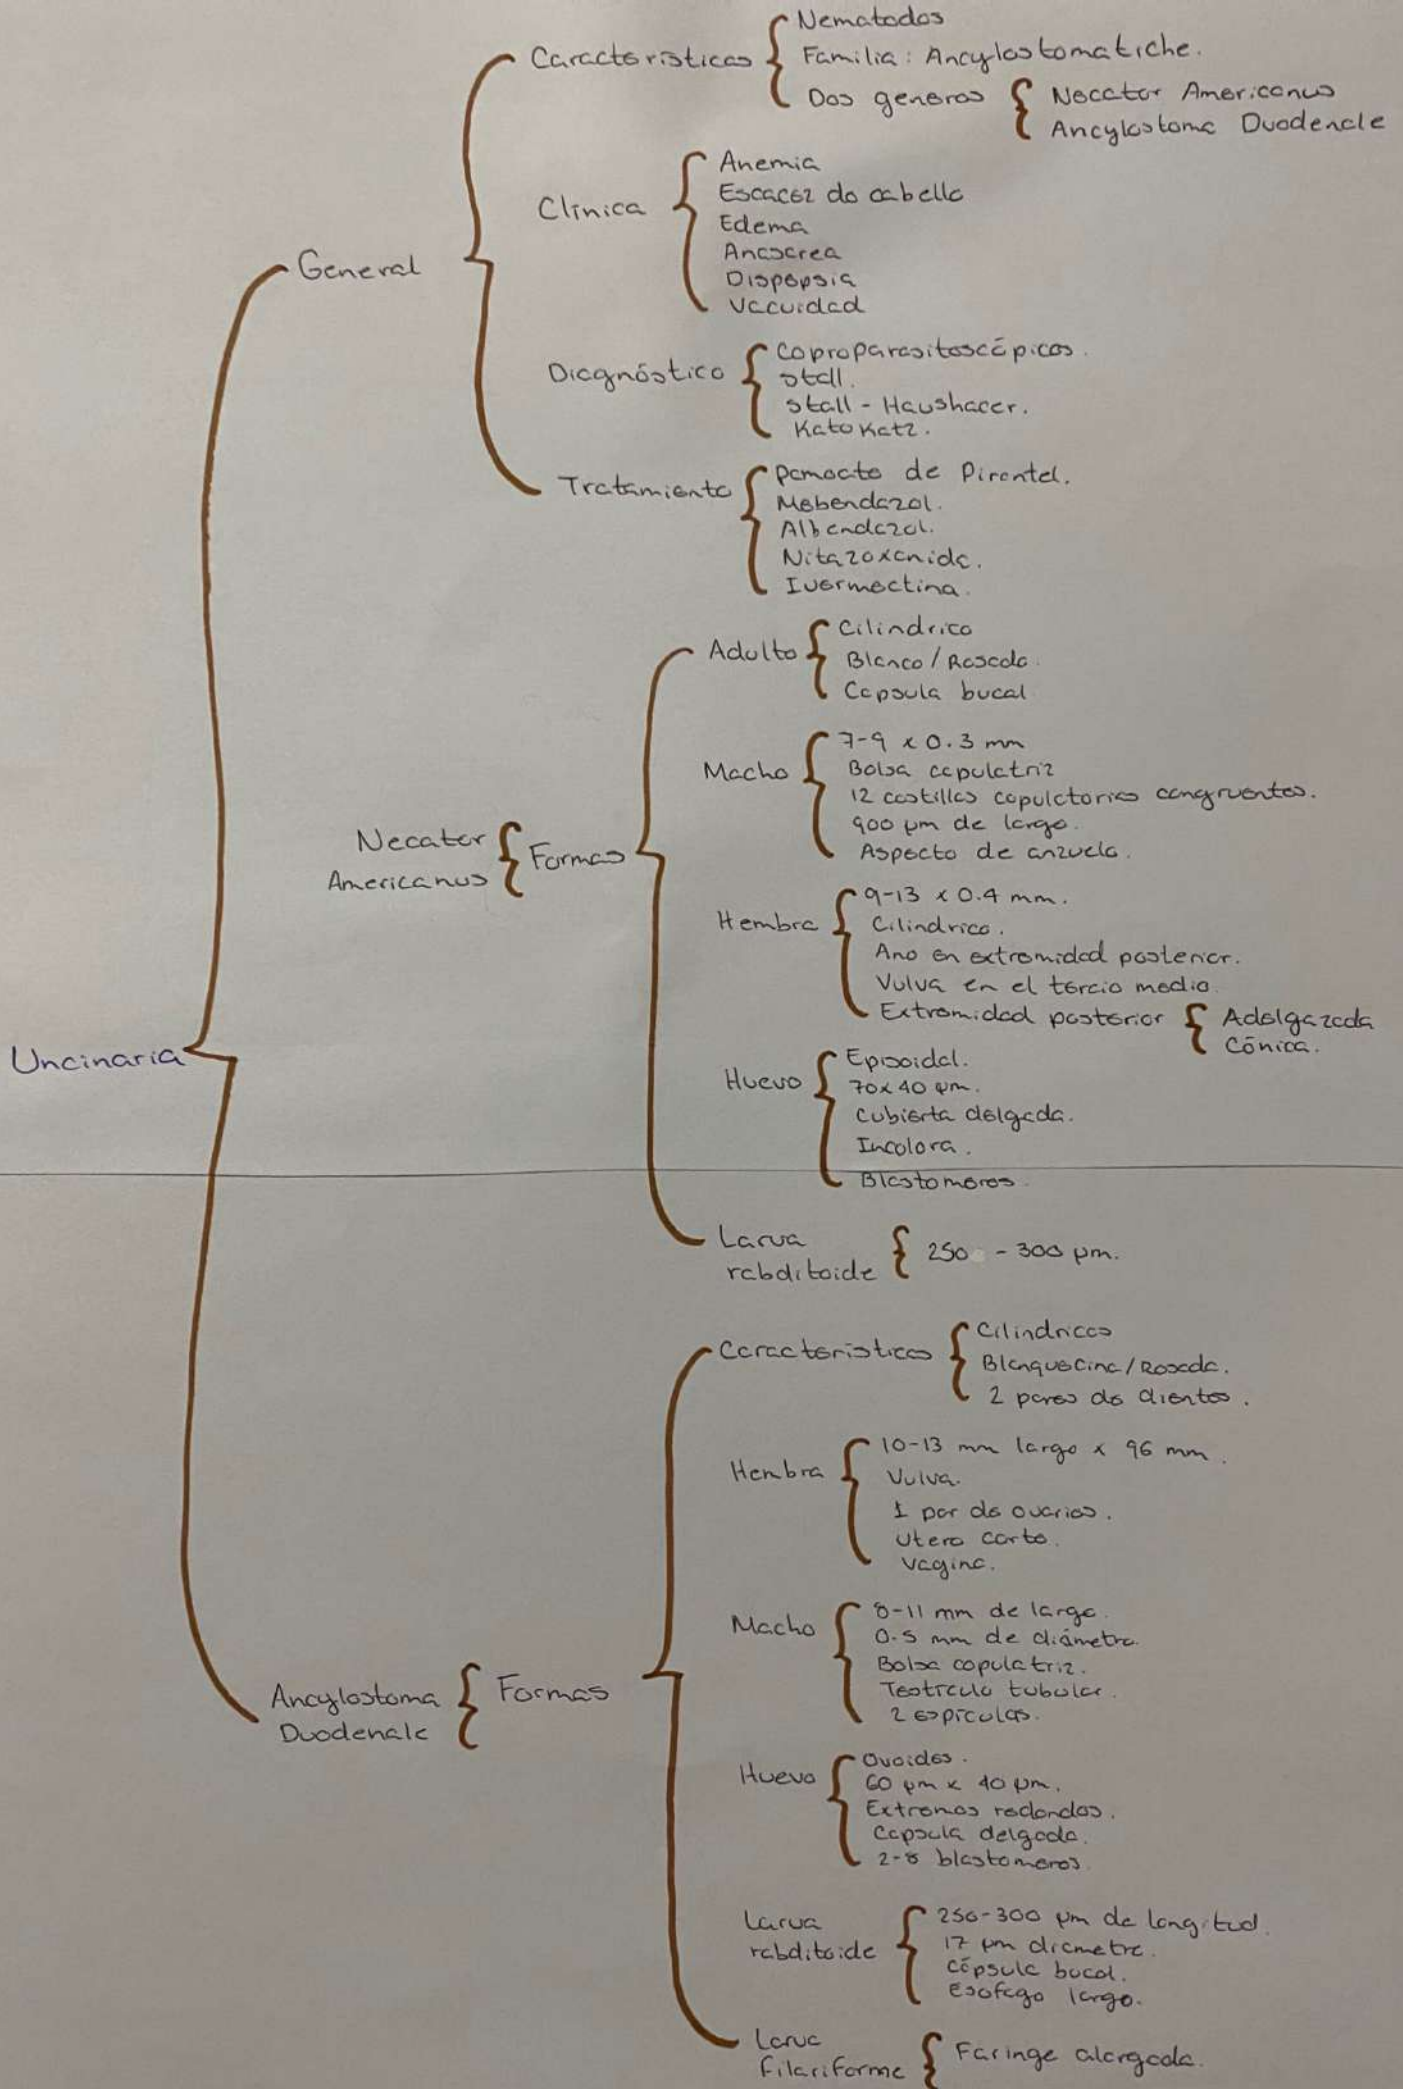 Nematodos
Caracteristicas
Familia: Ancylostomatiche.
Dos generos
Necator Americanus
Ancylostoma Duodenale
Anemia
Escacez de cabello
Clínica
Edema
Anasarca
Dispepsia
Vacuidad
General
Coproparasitoscópicos.
Diagnóstico
stall.
stall - Haushacer.
Kato Katz.
Tratamiento
pamoato de Pirantel.
Mebendazol.
Albendazol.
Nitazoxanida.
Ivermectina.
Adulto
Cilindrico
Blanco / Rosado.
Capsula bucal
Macho
7-9 x 0.3 mm
Bolsa copulatriz
12 costillas copulatorias congruentes.
900 µm de largo.
Aspecto de anzuelo.
Necator
Americanus
Formas
Hembra
9-13 x 0.4 mm.
Cilindrica.
Ano en extremidad posterior.
Vulva en el tercio medio.
Extremidad posterior
Adelgazada
Cónica.
Uncinaria
Huevo
Episoidal.
70x40 µm.
Cubierta delgada.
Incolora.
Blastomeros.
Larva
rabditoide
250 - 300 µm.
Caracteristicas
Cilindricas
Blanquecina/Rosada.
2 pares de dientes.
Hembra
10-13 mm largo x 96 mm.
Vulva.
1 par de ovarios.
Utero corto.
Vagina.
Macho
8-11 mm de largo.
0.5 mm de diámetro.
Bolsa copulatriz.
Testículo tubular.
2 espículas.
Ancylostoma
Duodenale
Formas
Huevo
Ovoides.
60 µm x 40 µm.
Extremos redondos.
Capsula delgada.
2-8 blastomeros.
Larva
rabditoide
250-300 µm de longitud.
17 µm diametro.
Cápsula bucal.
Esofago largo.
Larva
filariforme
Faringe alargada.